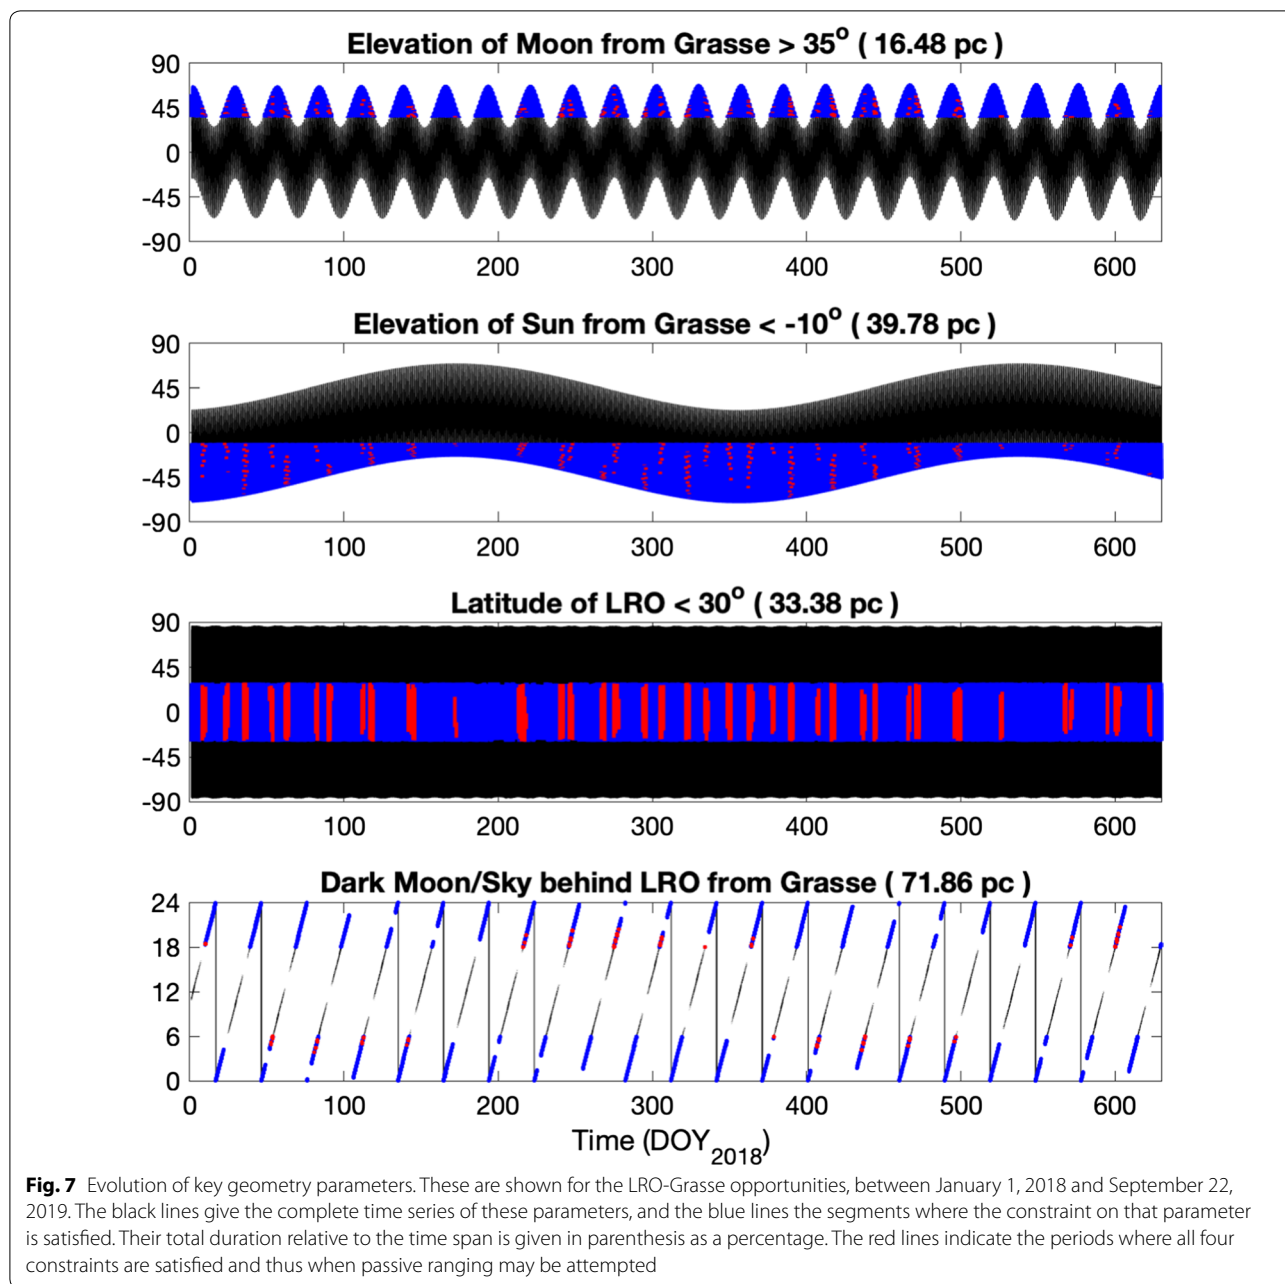 Elevation of Moon from Grasse > 35° ( 16.48 pc )
90
45
0
-45
-90
0 100 200 300 400 500 600
Elevation of Sun from Grasse < -10° ( 39.78 pc )
90
45
0
-45
-90
0 100 200 300 400 500 600
Latitude of LRO < 30° ( 33.38 pc )
90
45
0
-45
-90
0 100 200 300 400 500 600
Dark Moon/Sky behind LRO from Grasse ( 71.86 pc )
24
18
12
6
0
0 100 200 300 400 500 600
Time (DOY2018)
Fig. 7 Evolution of key geometry parameters. These are shown for the LRO-Grasse opportunities, between January 1, 2018 and September 22,
2019. The black lines give the complete time series of these parameters, and the blue lines the segments where the constraint on that parameter
is satisfied. Their total duration relative to the time span is given in parenthesis as a percentage. The red lines indicate the periods where all four
constraints are satisfied and thus when passive ranging may be attempted